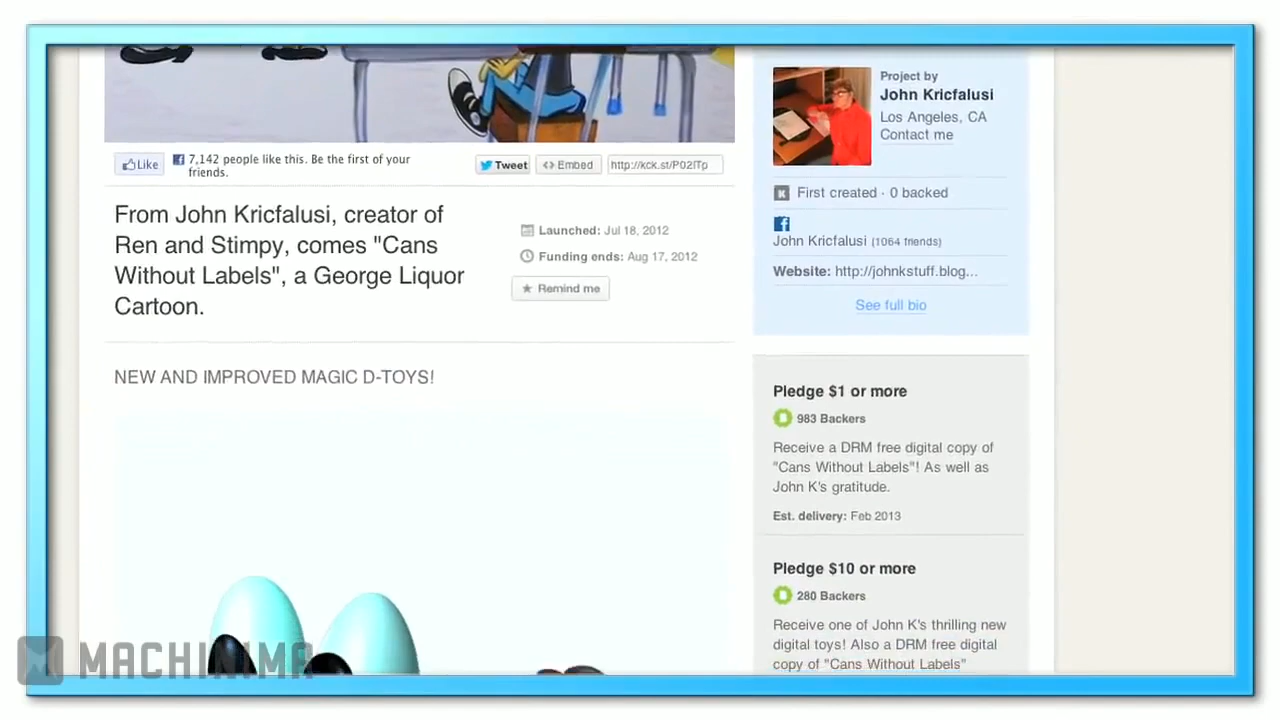 Like
7,142 people like this. Be the first of your
friends.
Tweet
Embed
http://kck.st/P02lTp
From John Kricfalusi, creator of
Ren and Stimpy, comes "Cans
Without Labels", a George Liquor
Cartoon.
Launched: Jul 18, 2012
Funding ends: Aug 17, 2012
Remind me
NEW AND IMPROVED MAGIC D-TOYS!
Project by
John Kricfalusi
Los Angeles, CA
Contact me
First created · 0 backed
John Kricfalusi (1064 friends)
Website: http://johnkstuff.blog...
See full bio
Pledge $1 or more
983 Backers
Receive a DRM free digital copy of
"Cans Without Labels"! As well as
John K's gratitude.
Est. delivery: Feb 2013
Pledge $10 or more
280 Backers
Receive one of John K's thrilling new
digital toys! Also a DRM free digital
copy of "Cans Without Labels"
MACHINIMA